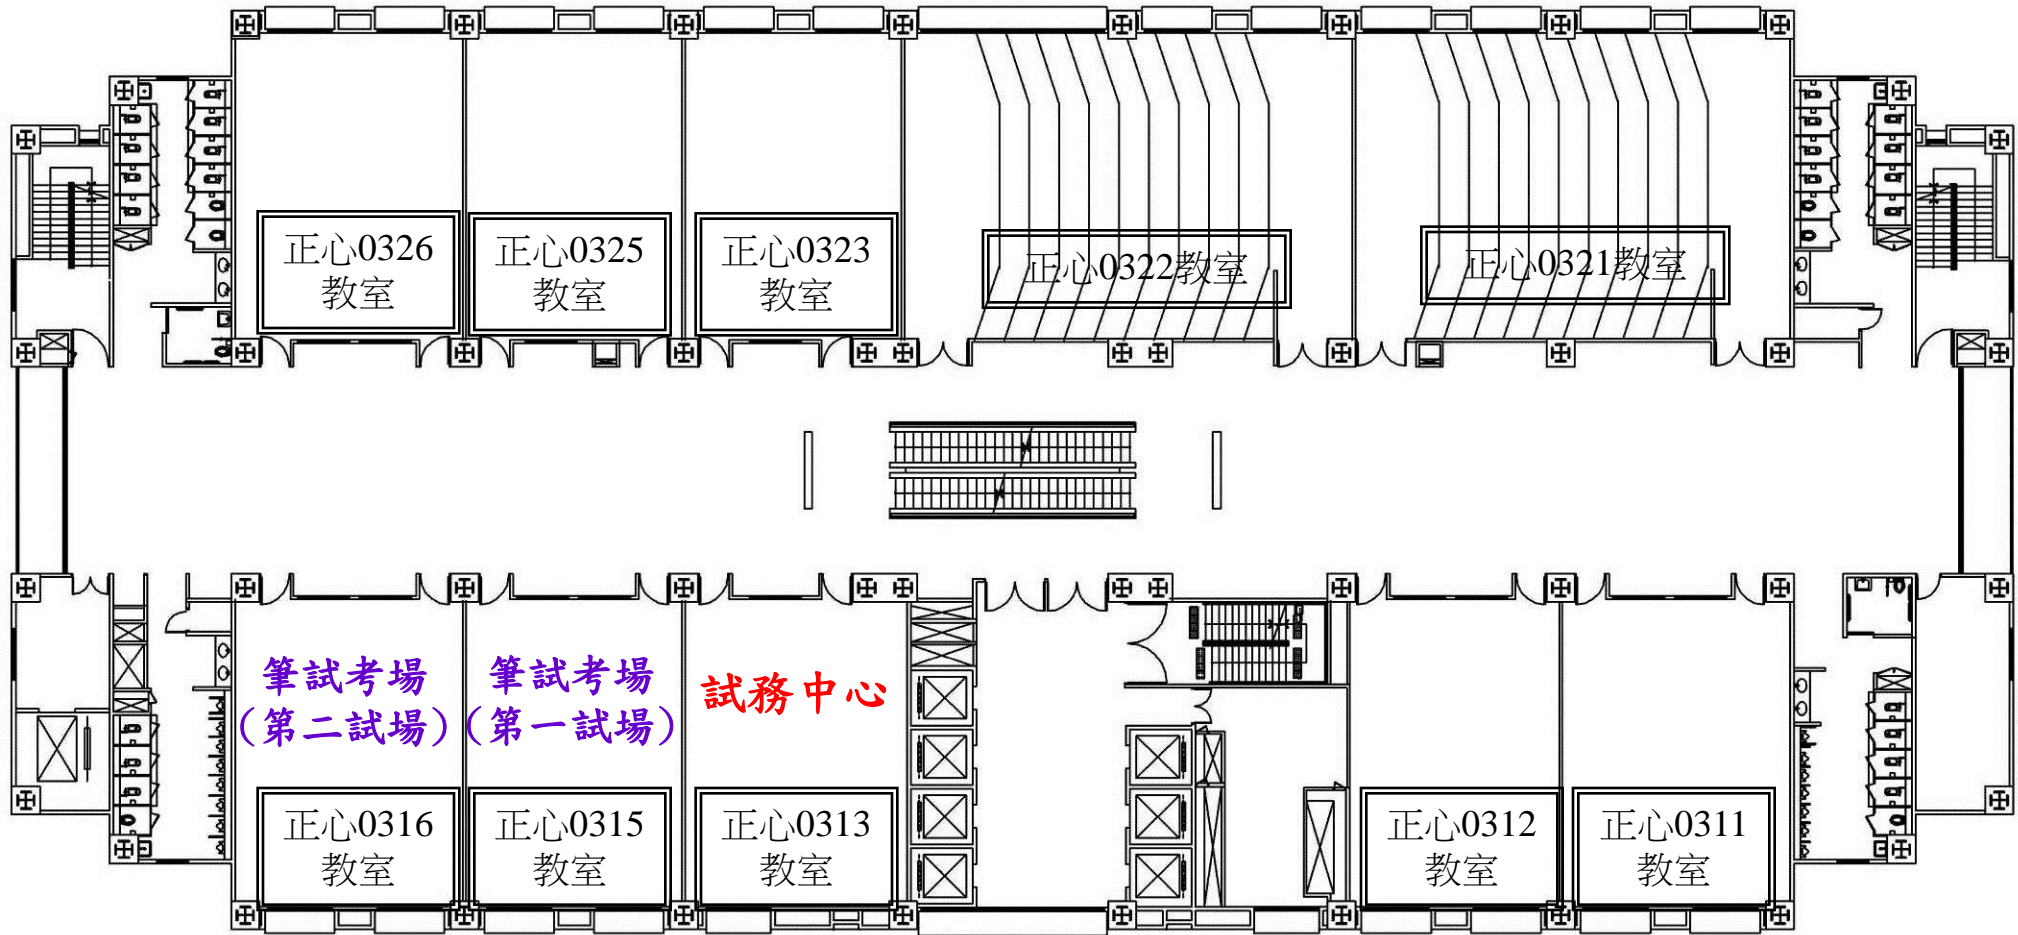 正心0326
教室
正心0325
教室
正心0323
教室
正心0322教室
正心0321教室
筆試考場
(第二試場)
筆試考場
(第一試場)
試務中心
正心0316
教室
正心0315
教室
正心0313
教室
正心0312
教室
正心0311
教室